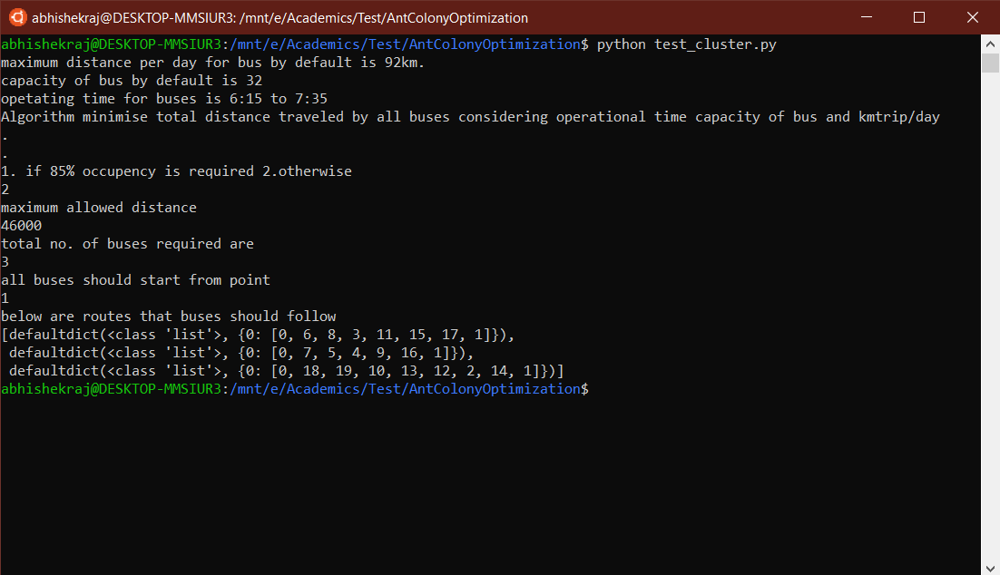 abhishekraj@DESKTOP-MMSIUR3: /mnt/e/Academics/Test/AntColonyOptimization
abhishekraj@DESKTOP-MMSIUR3:/mnt/e/Academics/Test/AntColonyOptimization$ python test_cluster.py
maximum distance per day for bus by default is 92km.
capacity of bus by default is 32
opetating time for buses is 6:15 to 7:35
Algorithm minimise total distance traveled by all buses considering operational time capacity of bus and kmtrip/day
.
.
1. if 85% occupency is required 2.otherwise
2
maximum allowed distance
46000
total no. of buses required are
3
all buses should start from point
1
below are routes that buses should follow
[defaultdict(<class 'list'>, {0: [0, 6, 8, 3, 11, 15, 17, 1]}),
 defaultdict(<class 'list'>, {0: [0, 7, 5, 4, 9, 16, 1]}),
 defaultdict(<class 'list'>, {0: [0, 18, 19, 10, 13, 12, 2, 14, 1]})]
abhishekraj@DESKTOP-MMSIUR3:/mnt/e/Academics/Test/AntColonyOptimization$